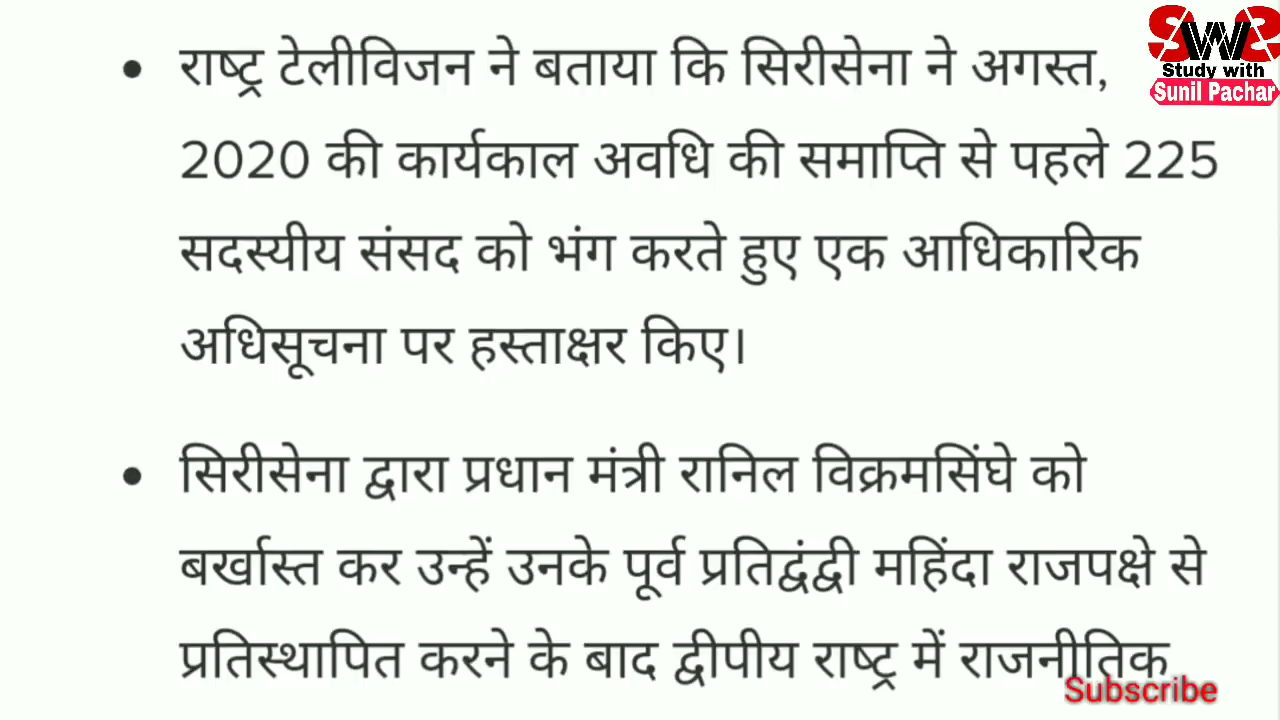 SWS
Study with
Sunil Pachar
• राष्ट्र टेलीविजन ने बताया कि सिरीसेना ने अगस्त,
2020 की कार्यकाल अवधि की समाप्ति से पहले 225
सदस्यीय संसद को भंग करते हुए एक आधिकारिक
अधिसूचना पर हस्ताक्षर किए।
• सिरीसेना द्वारा प्रधान मंत्री रानिल विक्रमसिंघे को
बर्खास्त कर उन्हें उनके पूर्व प्रतिद्वंद्वी महिंदा राजपक्षे से
प्रतिस्थापित करने के बाद द्वीपीय राष्ट्र में राजनीतिक
Subscribe